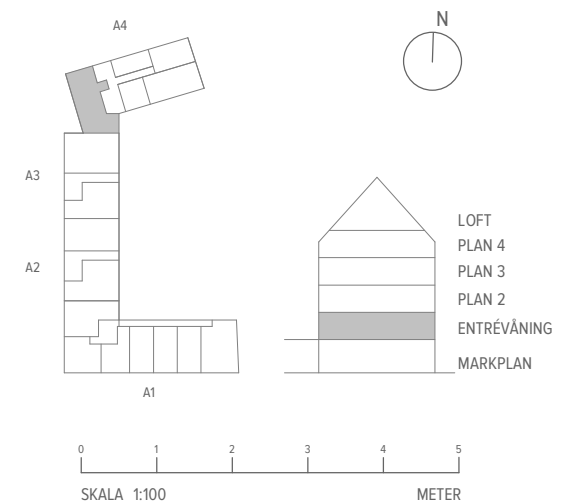 A4
N
A3
A2
A1
LOFT
PLAN 4
PLAN 3
PLAN 2
ENTRÉVÅNING
MARKPLAN
0 1 2 3 4 5
SKALA 1:100 METER